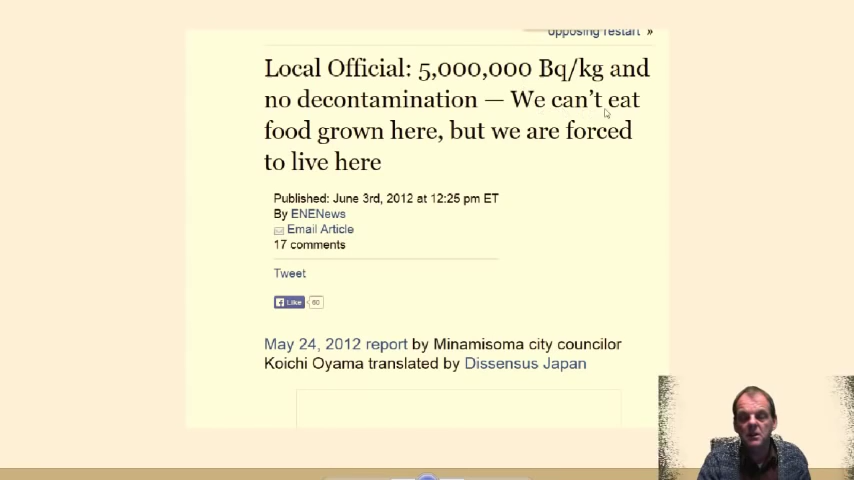 opposing restart »
Local Official: 5,000,000 Bq/kg and
no decontamination — We can't eat
food grown here, but we are forced
to live here
Published: June 3rd, 2012 at 12:25 pm ET
By ENENews
Email Article
17 comments
Tweet
Like 60
May 24, 2012 report by Minamisoma city councilor
Koichi Oyama translated by Dissensus Japan